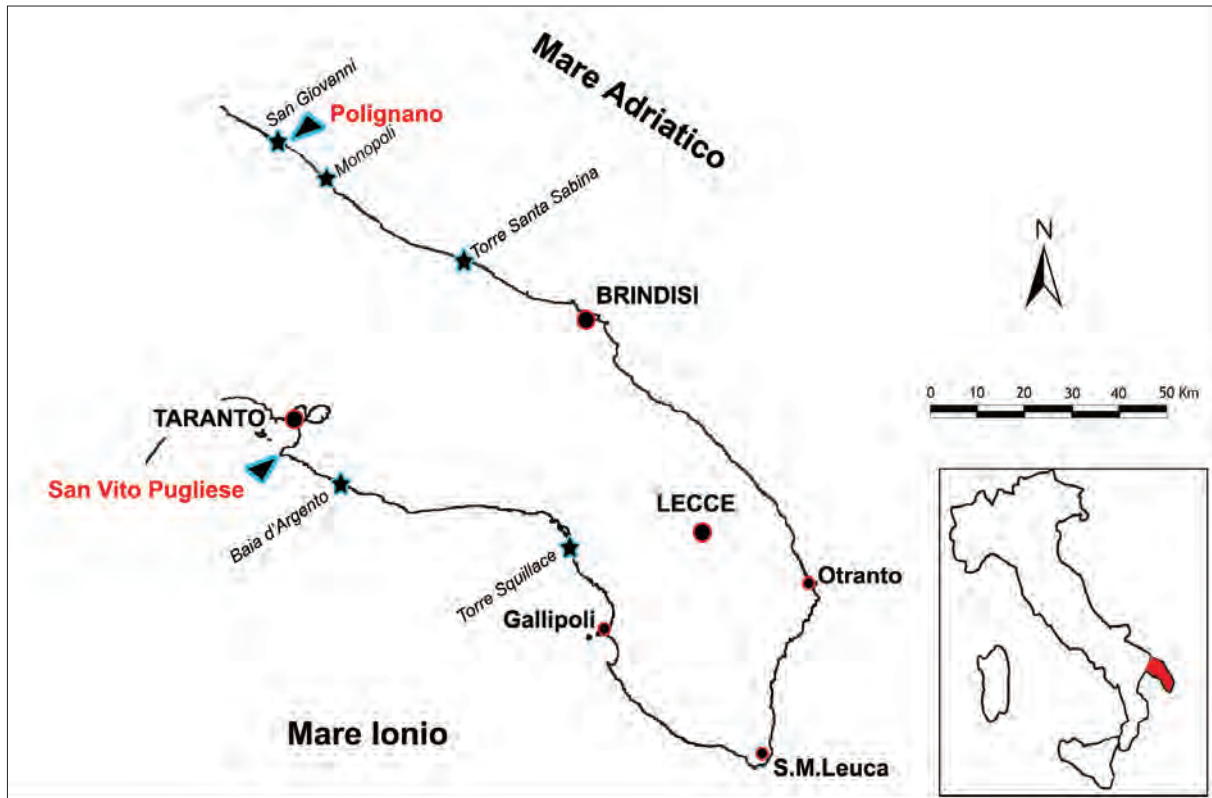 Mare Adriatico
San Giovanni
Polignano
Monopoli
Torre Santa Sabina
N
BRINDISI
0 10 20 30 40 50 Km
TARANTO
San Vito Pugliese
Baia d'Argento
LECCE
Torre Squillace
Otranto
Gallipoli
Mare Ionio
S.M.Leuca